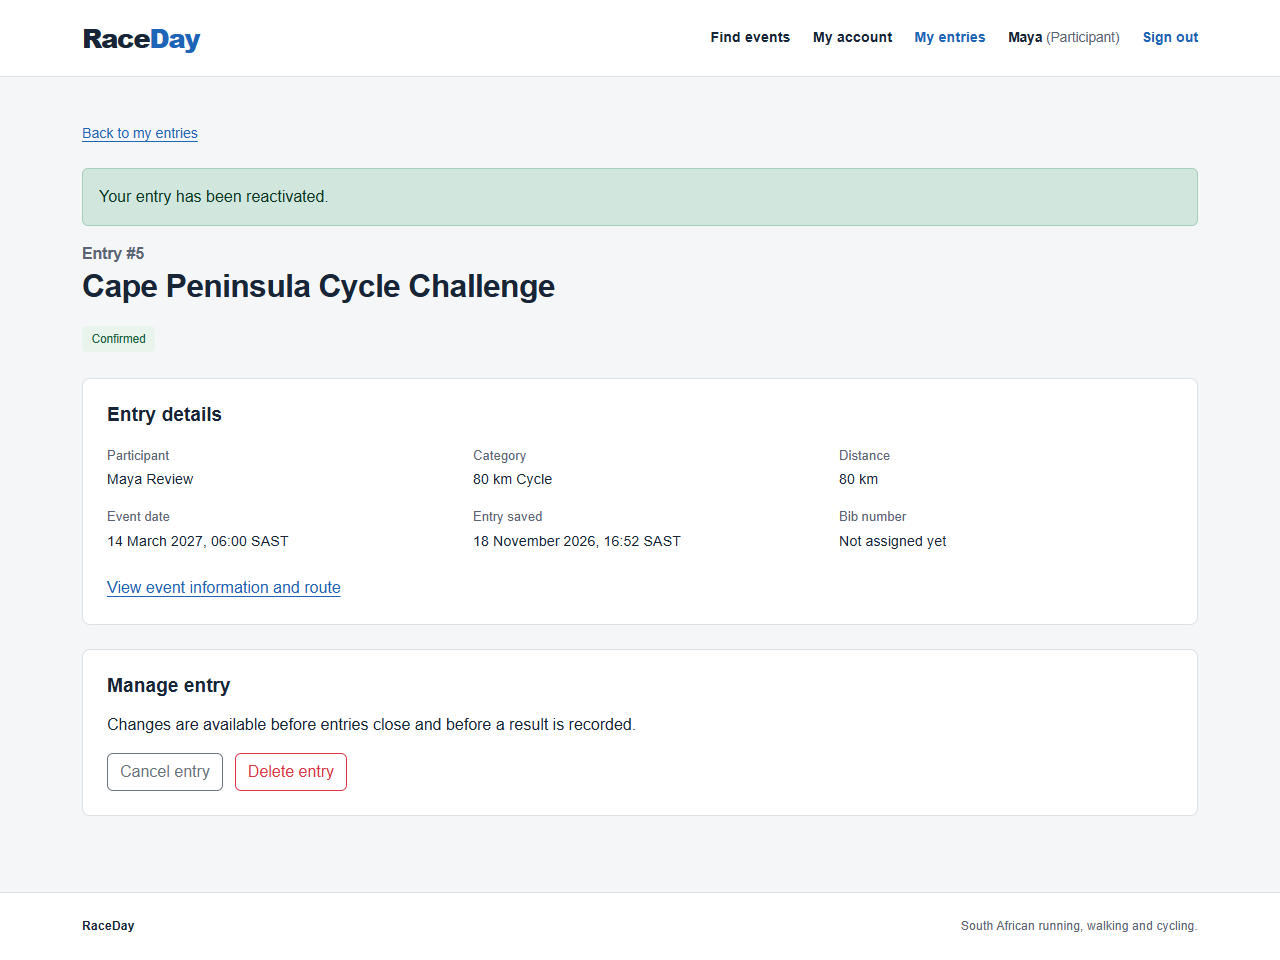 RaceDay
Find events
My account
My entries
Maya (Participant)
Sign out
Back to my entries
Your entry has been reactivated.
Entry #5
Cape Peninsula Cycle Challenge
Confirmed
Entry details
Participant
Maya Review
Category
80 km Cycle
Distance
80 km
Event date
14 March 2027, 06:00 SAST
Entry saved
18 November 2026, 16:52 SAST
Bib number
Not assigned yet
View event information and route
Manage entry
Changes are available before entries close and before a result is recorded.
Cancel entry
Delete entry
RaceDay
South African running, walking and cycling.